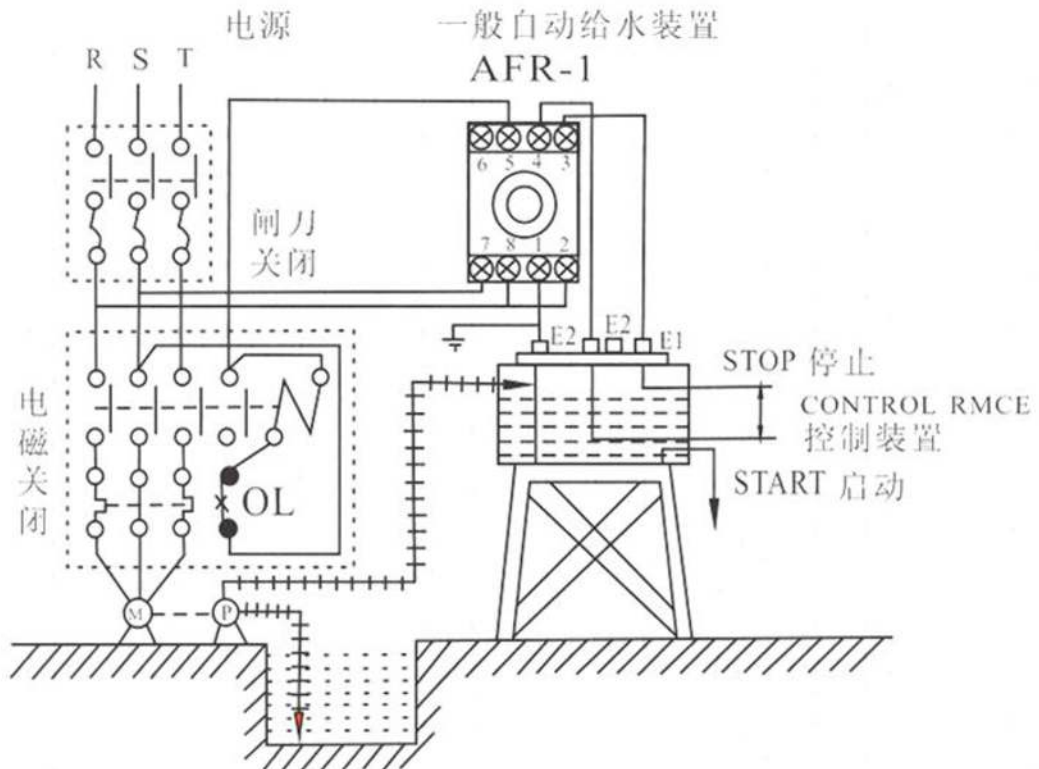 电源
一般自动给水装置
AFR-1
R S T
6 5 4 3
7 8 1 2
闸刀
关闭
E2 E2 E1
STOP 停止
CONTROL RMCE
控制装置
START 启动
电
磁
关
闭
OL
M P